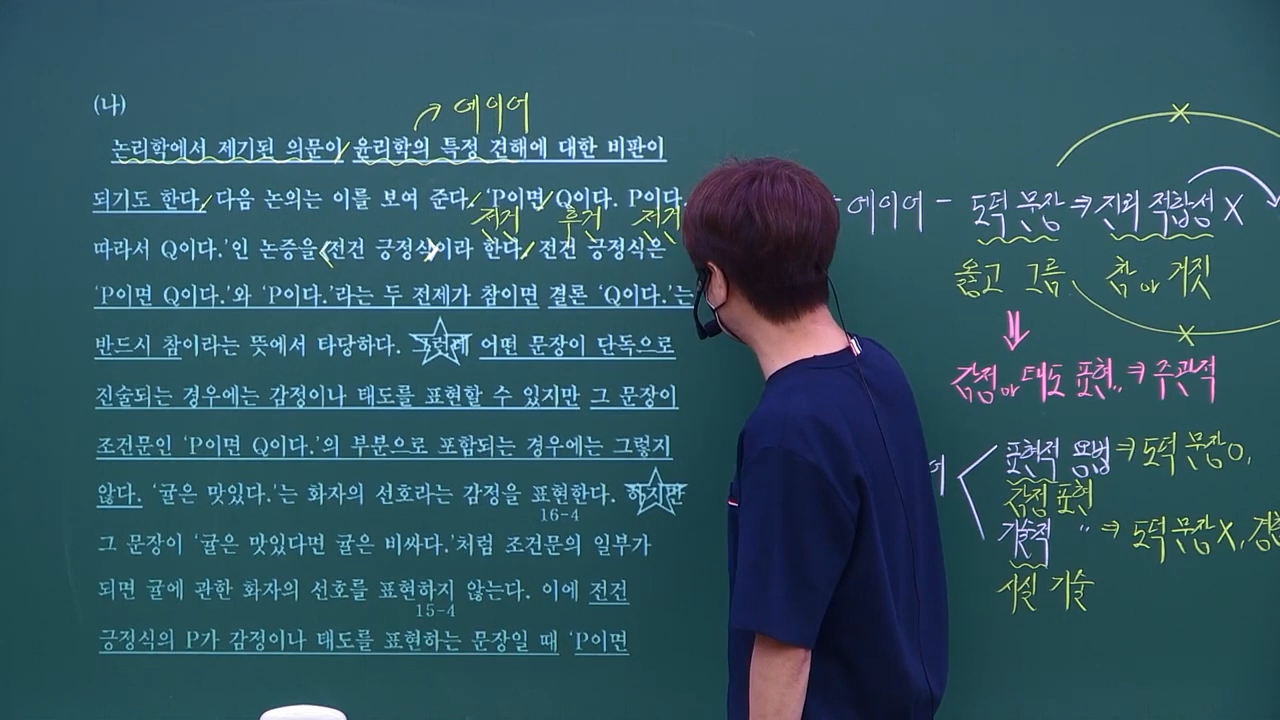 (나)
에이어
논리학에서 제기된 의문이 윤리학의 특정 견해에 대한 비판이
되기도 한다. 다음 논의는 이를 보여 준다. ‘P이면 Q이다. P이다.
전건 후건 전건
따라서 Q이다.’인 논증을 전건 긍정식이라 한다. 전건 긍정식은
‘P이면 Q이다.’와 ‘P이다.’라는 두 전제가 참이면 결론 ‘Q이다.’는
반드시 참이라는 뜻에서 타당하다. 그런데 어떤 문장이 단독으로
진술되는 경우에는 감정이나 태도를 표현할 수 있지만 그 문장이
조건문인 ‘P이면 Q이다.’의 부분으로 포함되는 경우에는 그렇지
않다. ‘귤은 맛있다.’는 화자의 선호라는 감정을 표현한다. 하지만
16-4
그 문장이 ‘귤은 맛있다면 귤은 비싸다.’처럼 조건문의 일부가
되면 귤에 관한 화자의 선호를 표현하지 않는다. 이에 전건
15-4
긍정식의 P가 감정이나 태도를 표현하는 문장일 때 ‘P이면
에이어 - 도덕 문장 ⇒ 진리 적합성 X
옳고 그름 참 or 거짓
⇓
감정 or 태도 표현 ⇒ 주관적
어 표현적 용법 ⇒ 도덕 문장 O,
감정 표현
기술적 〃 ⇒ 도덕 문장 X,
사실 기술